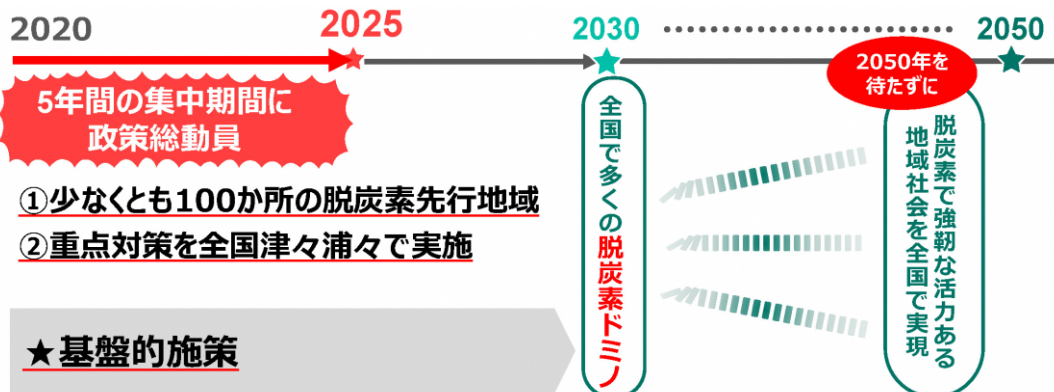 2020
2025
2030
2050
5年間の集中期間に
政策総動員
①少なくとも100か所の脱炭素先行地域
②重点対策を全国津々浦々で実施
★基盤的施策
全国で多くの脱炭素ドミノ
2050年を
待たずに
脱炭素で強靭な活力ある
地域社会を全国で実現